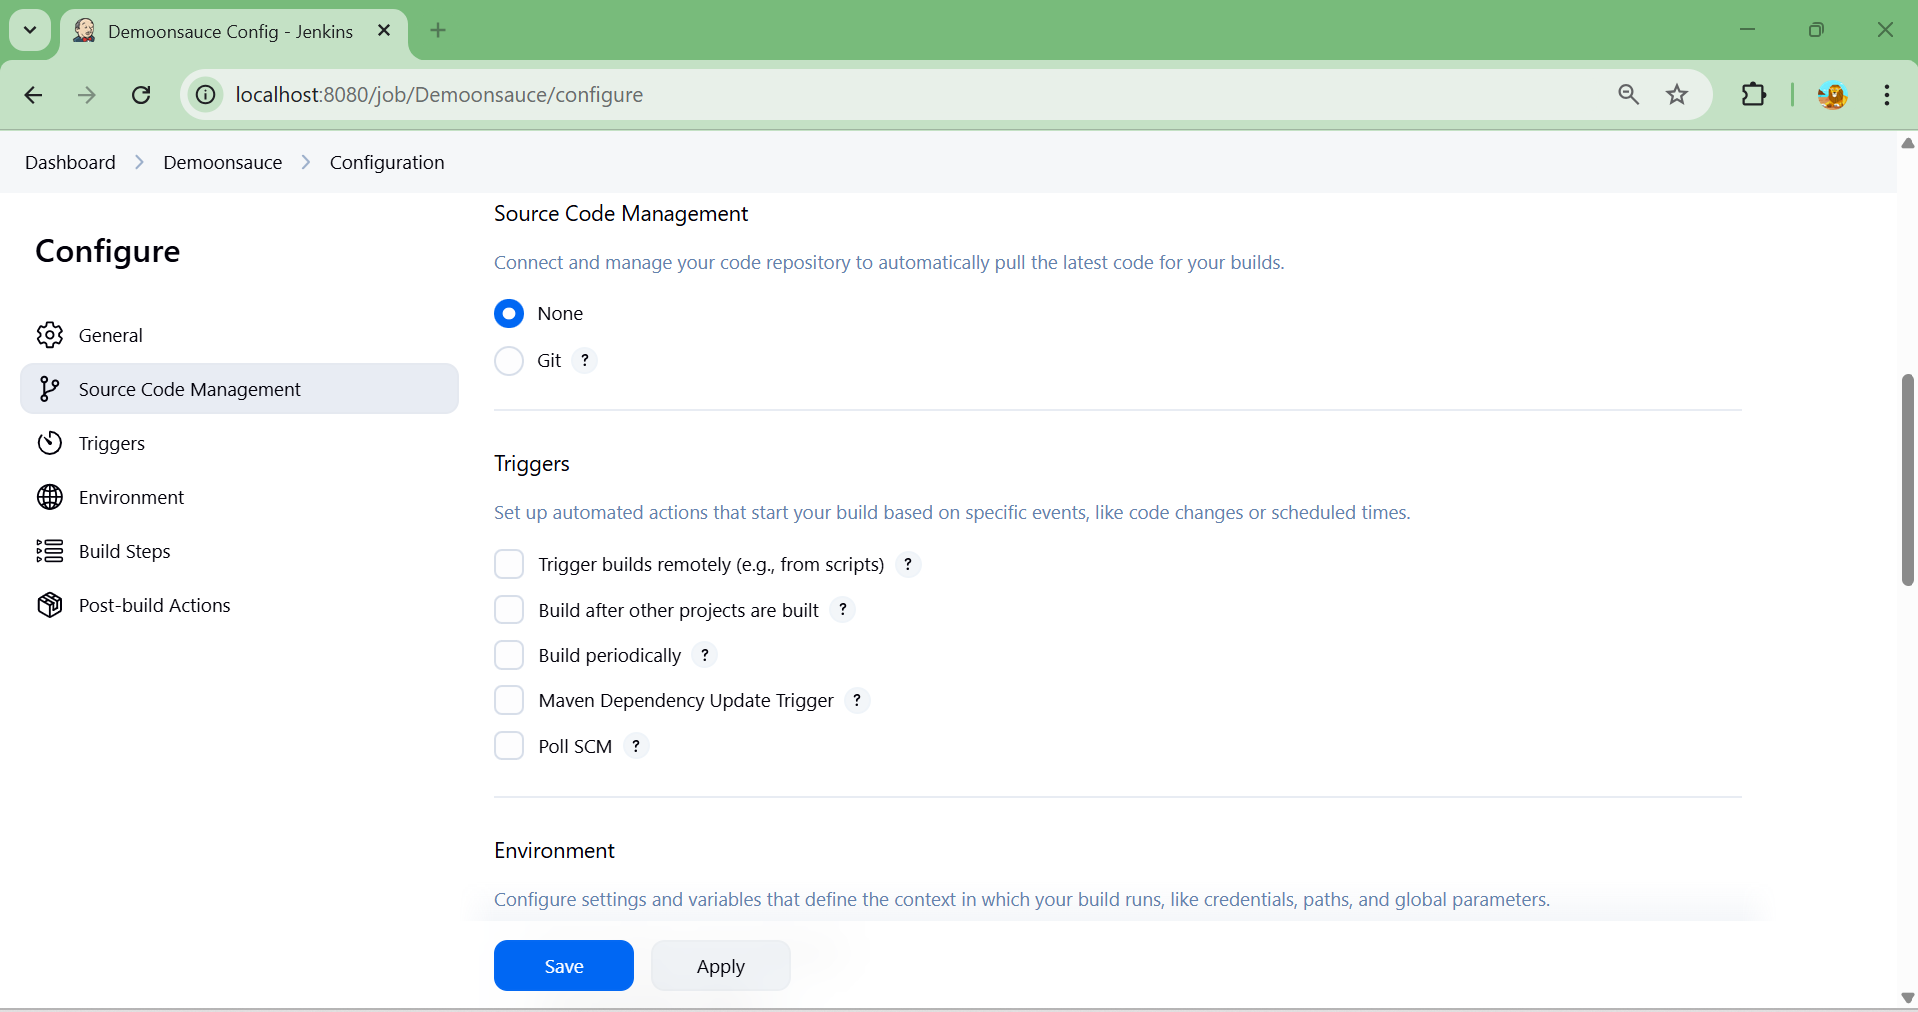 Demoonsauce Config - Jenkins
localhost:8080/job/Demoonsauce/configure
Dashboard > Demoonsauce > Configuration
Configure
General
Source Code Management
Triggers
Environment
Build Steps
Post-build Actions
Source Code Management
Connect and manage your code repository to automatically pull the latest code for your builds.
None
Git ?
Triggers
Set up automated actions that start your build based on specific events, like code changes or scheduled times.
Trigger builds remotely (e.g., from scripts) ?
Build after other projects are built ?
Build periodically ?
Maven Dependency Update Trigger ?
Poll SCM ?
Environment
Configure settings and variables that define the context in which your build runs, like credentials, paths, and global parameters.
Save Apply